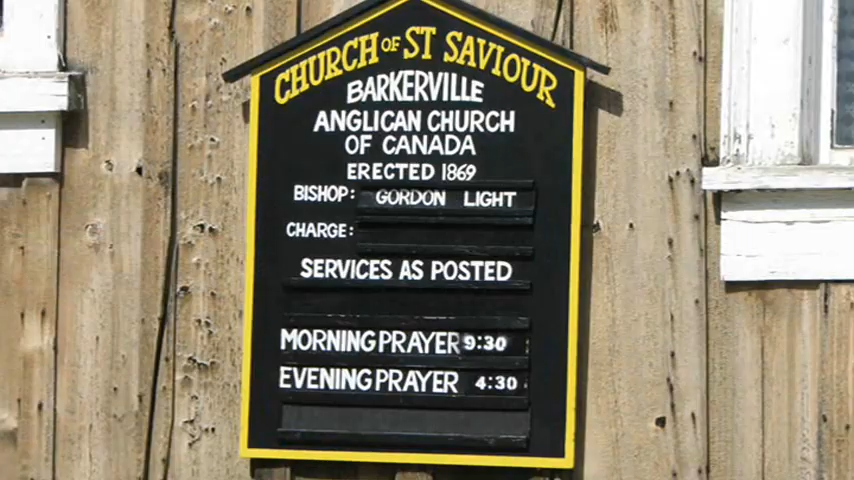 CHURCH OF ST SAVIOUR
BARKERVILLE
ANGLICAN CHURCH
OF CANADA
ERECTED 1869
BISHOP: GORDON LIGHT
CHARGE:
SERVICES AS POSTED
MORNING PRAYER 9:30
EVENING PRAYER 4:30